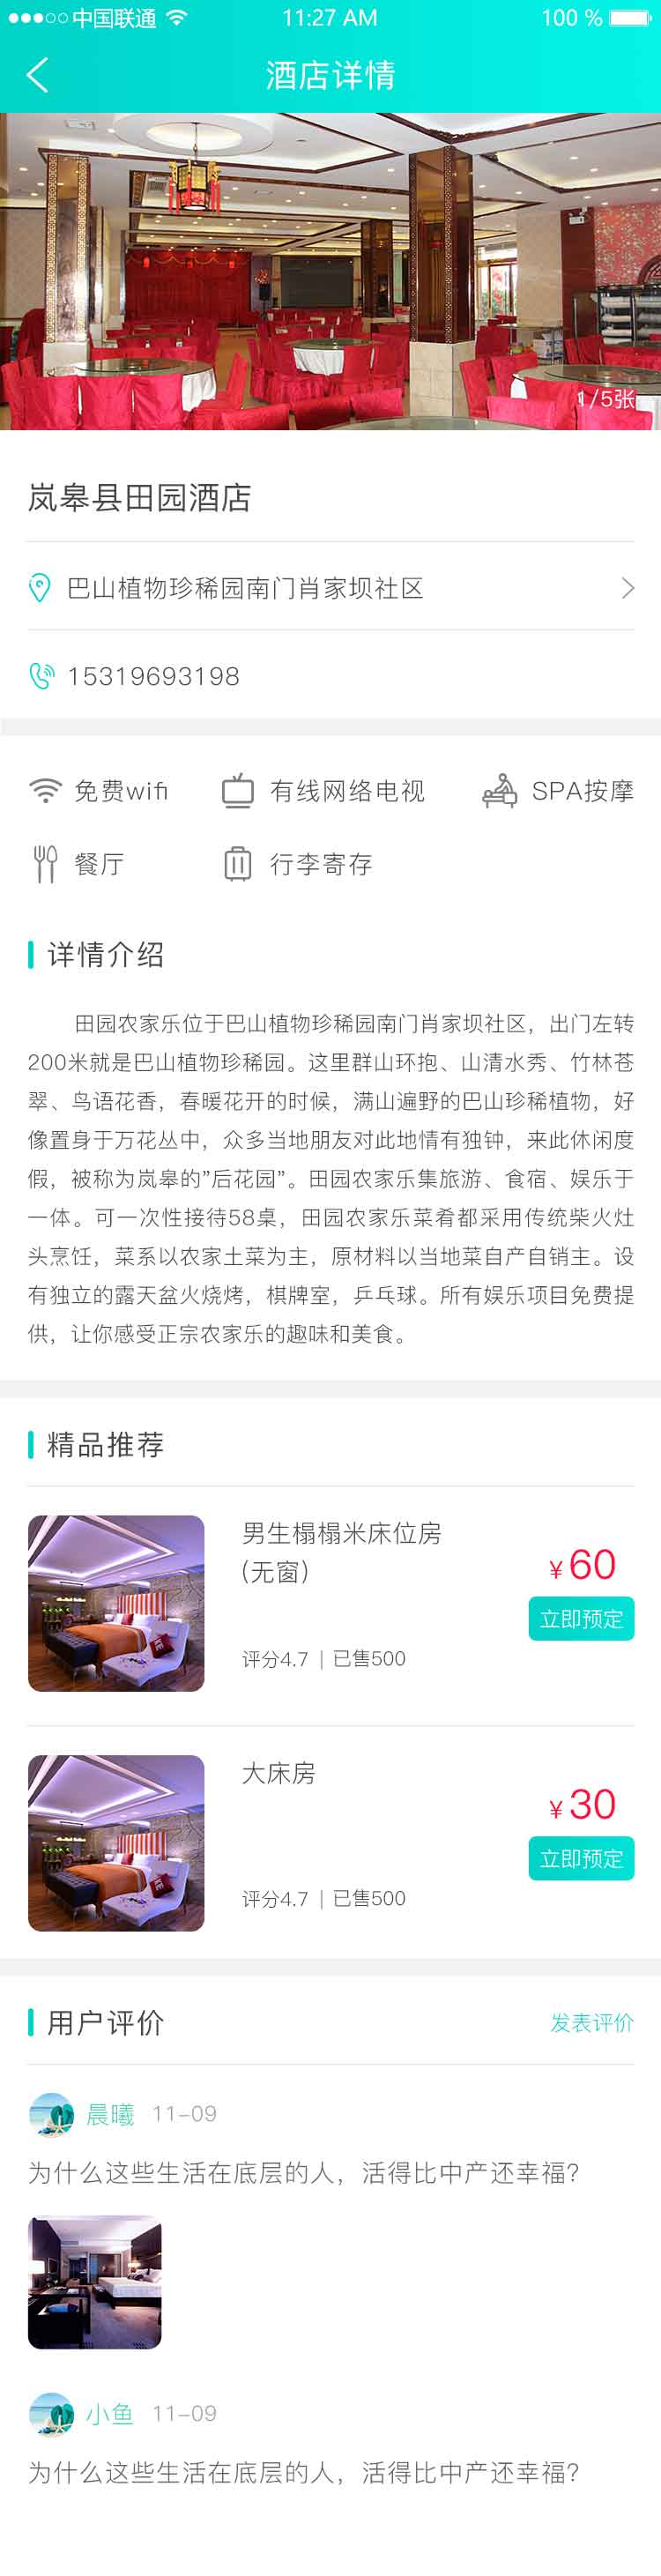 中国联通 11:27 AM 100 %
酒店详情
1/5张
岚皋县田园酒店
巴山植物珍稀园南门肖家坝社区
15319693198
免费wifi 有线网络电视 SPA按摩
餐厅 行李寄存
详情介绍
田园农家乐位于巴山植物珍稀园南门肖家坝社区，出门左转
200米就是巴山植物珍稀园。这里群山环抱、山清水秀、竹林苍
翠、鸟语花香，春暖花开的时候，满山遍野的巴山珍稀植物，好
像置身于万花丛中，众多当地朋友对此地情有独钟，来此休闲度
假，被称为岚皋的”后花园”。田园农家乐集旅游、食宿、娱乐于
一体。可一次性接待58桌，田园农家乐菜肴都采用传统柴火灶
头烹饪，菜系以农家土菜为主，原材料以当地菜自产自销主。设
有独立的露天盆火烧烤，棋牌室，乒乓球。所有娱乐项目免费提
供，让你感受正宗农家乐的趣味和美食。
精品推荐
男生榻榻米床位房
(无窗)
¥60
立即预定
评分4.7 | 已售500
大床房
¥30
立即预定
评分4.7 | 已售500
用户评价 发表评价
晨曦 11-09
为什么这些生活在底层的人，活得比中产还幸福?
小鱼 11-09
为什么这些生活在底层的人，活得比中产还幸福?